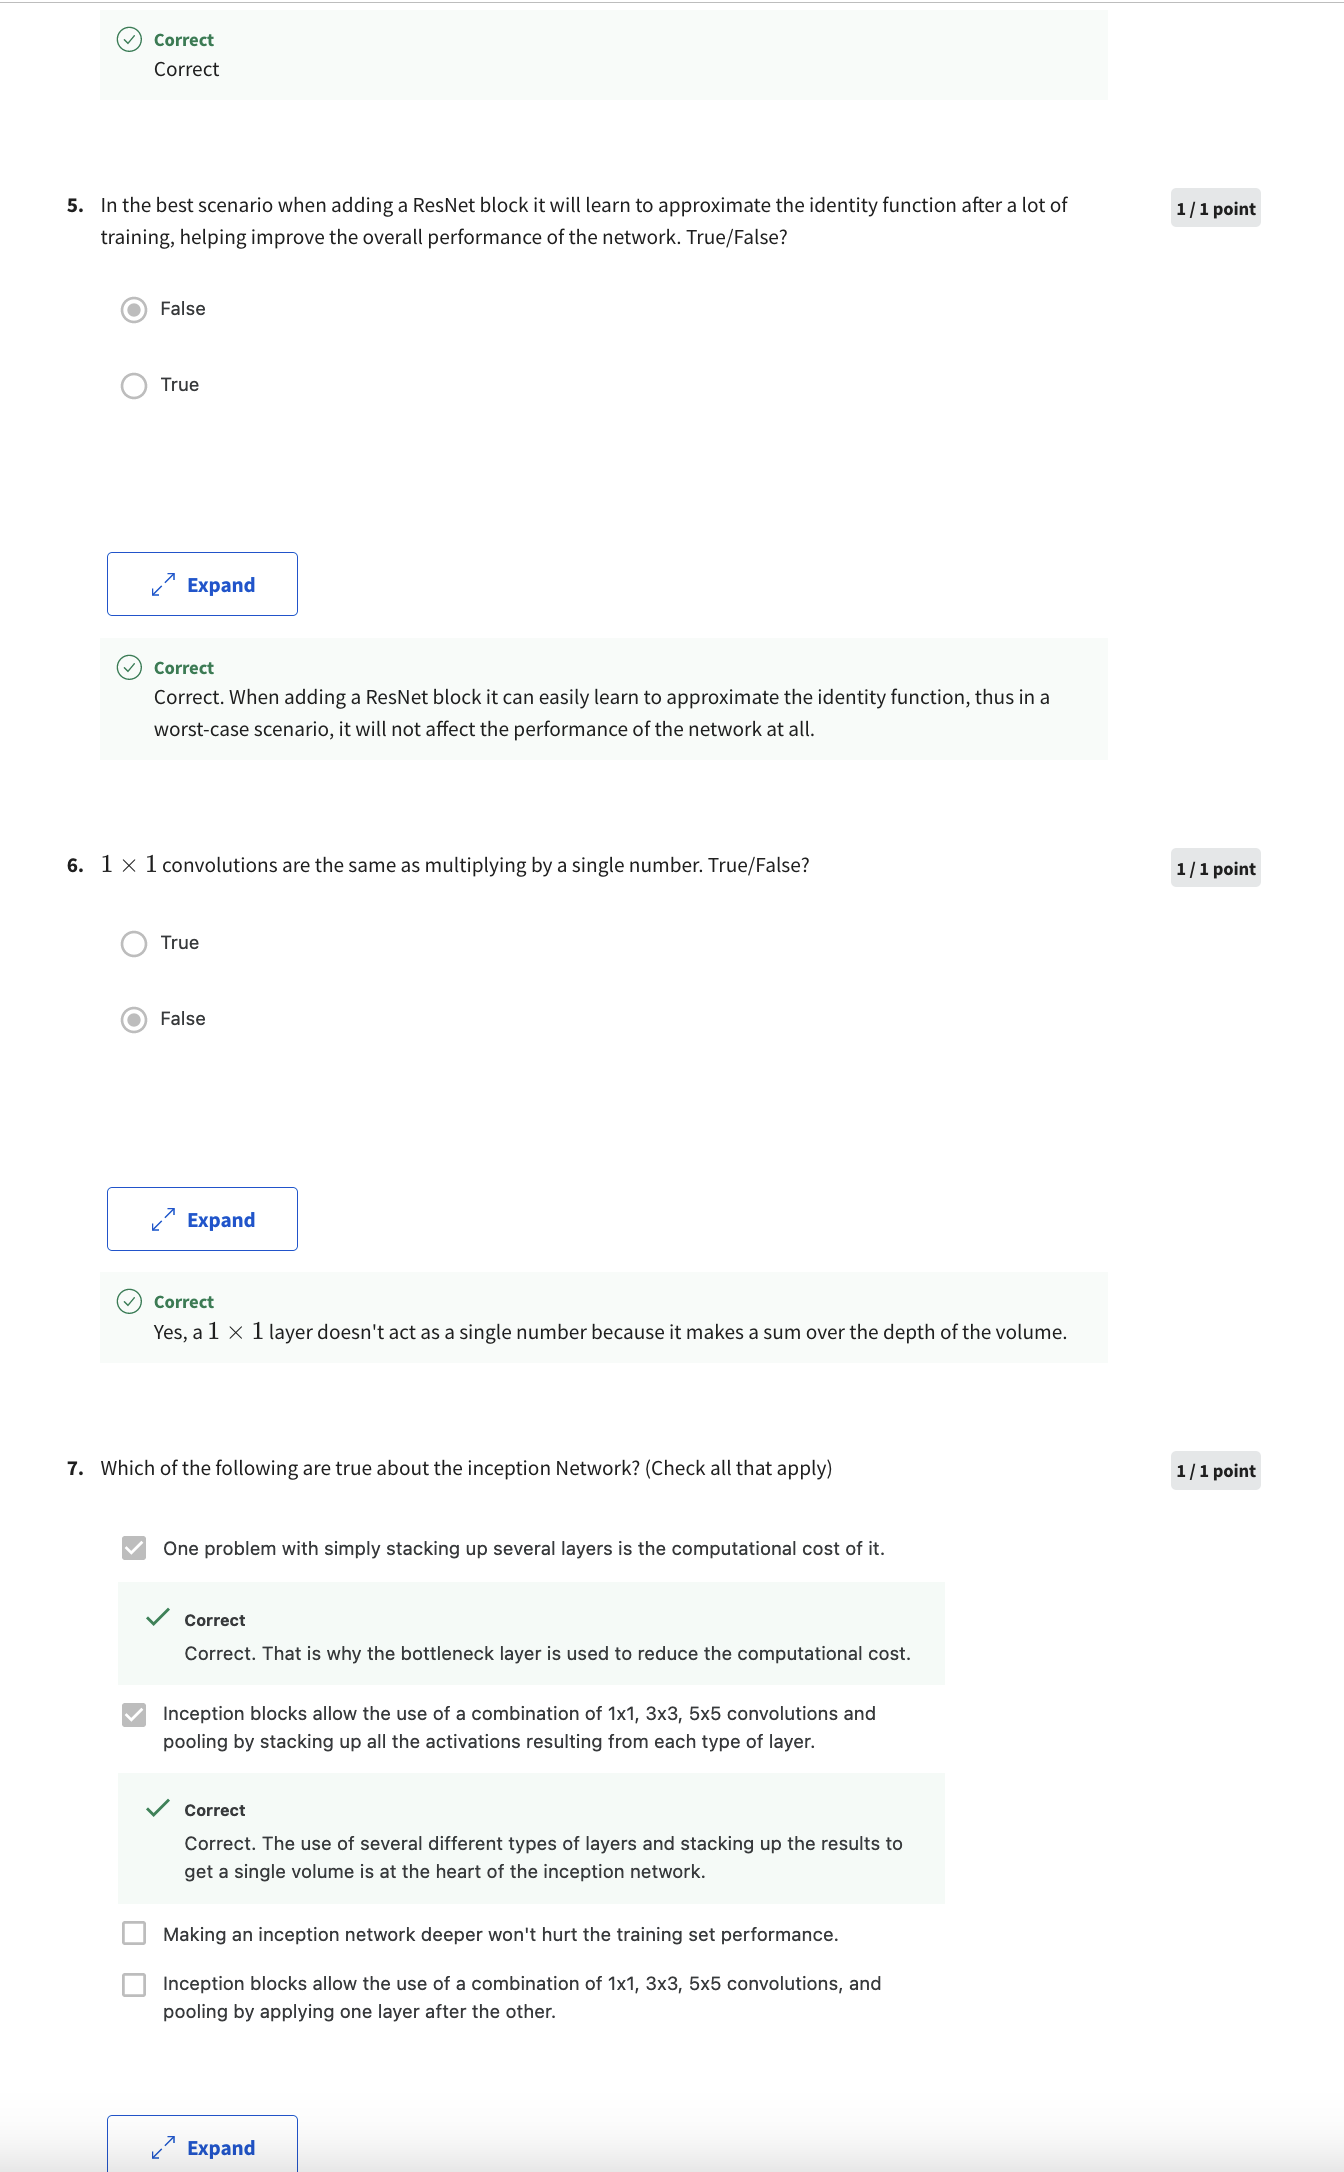 Correct
Correct
5. In the best scenario when adding a ResNet block it will learn to approximate the identity function after a lot of
training, helping improve the overall performance of the network. True/False?
1 / 1 point
False
True
Expand
Correct
Correct. When adding a ResNet block it can easily learn to approximate the identity function, thus in a
worst-case scenario, it will not affect the performance of the network at all.
6. 1 × 1 convolutions are the same as multiplying by a single number. True/False?
1 / 1 point
True
False
Expand
Correct
Yes, a 1 × 1 layer doesn't act as a single number because it makes a sum over the depth of the volume.
7. Which of the following are true about the inception Network? (Check all that apply)
1 / 1 point
One problem with simply stacking up several layers is the computational cost of it.
Correct
Correct. That is why the bottleneck layer is used to reduce the computational cost.
Inception blocks allow the use of a combination of 1x1, 3x3, 5x5 convolutions and
pooling by stacking up all the activations resulting from each type of layer.
Correct
Correct. The use of several different types of layers and stacking up the results to
get a single volume is at the heart of the inception network.
Making an inception network deeper won't hurt the training set performance.
Inception blocks allow the use of a combination of 1x1, 3x3, 5x5 convolutions, and
pooling by applying one layer after the other.
Expand